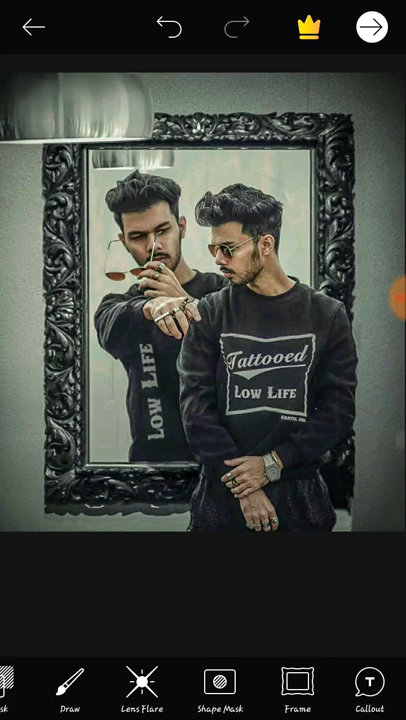 LOW LIFE
Tattooed
LOW LIFE
sk
Draw
Lens Flare
Shape Mask
Frame
T
Callout